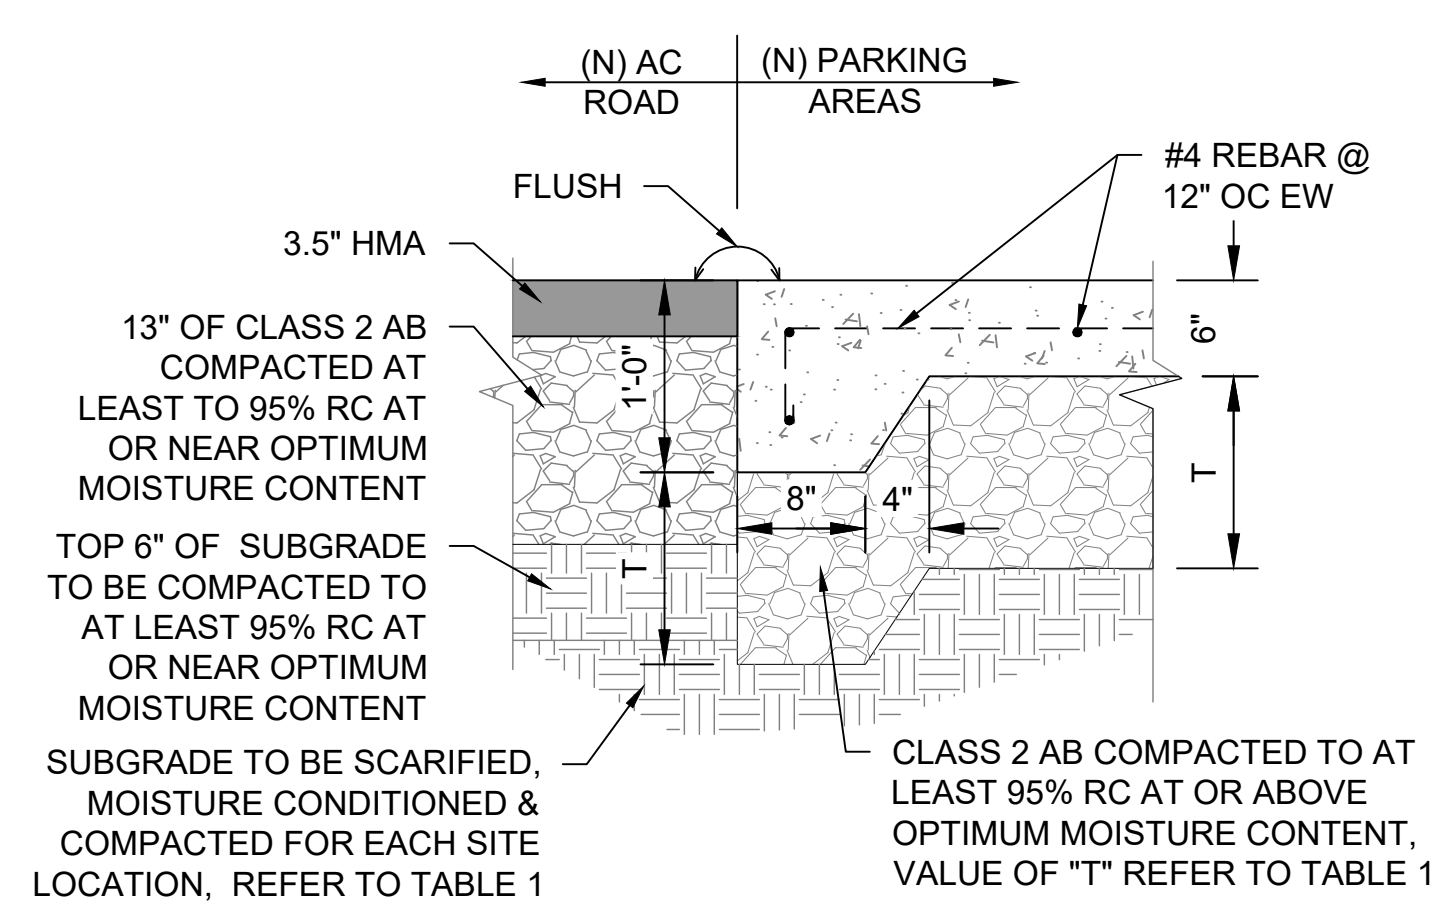 (N) AC
ROAD
(N) PARKING
AREAS
#4 REBAR @
12" OC EW
FLUSH
3.5" HMA
13" OF CLASS 2 AB
COMPACTED AT
LEAST TO 95% RC AT
OR NEAR OPTIMUM
MOISTURE CONTENT
1'-0"
6"
T
8"
4"
T
TOP 6" OF SUBGRADE
TO BE COMPACTED TO
AT LEAST 95% RC AT
OR NEAR OPTIMUM
MOISTURE CONTENT
SUBGRADE TO BE SCARIFIED,
MOISTURE CONDITIONED &
COMPACTED FOR EACH SITE
LOCATION, REFER TO TABLE 1
CLASS 2 AB COMPACTED TO AT
LEAST 95% RC AT OR ABOVE
OPTIMUM MOISTURE CONTENT,
VALUE OF "T" REFER TO TABLE 1